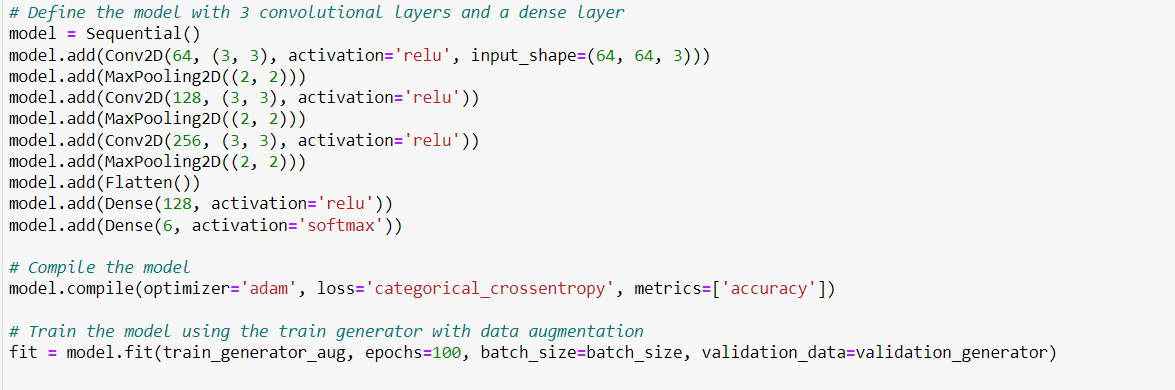 # Define the model with 3 convolutional layers and a dense layer
model = Sequential()
model.add(Conv2D(64, (3, 3), activation='relu', input_shape=(64, 64, 3)))
model.add(MaxPooling2D((2, 2)))
model.add(Conv2D(128, (3, 3), activation='relu'))
model.add(MaxPooling2D((2, 2)))
model.add(Conv2D(256, (3, 3), activation='relu'))
model.add(MaxPooling2D((2, 2)))
model.add(Flatten())
model.add(Dense(128, activation='relu'))
model.add(Dense(6, activation='softmax'))
# Compile the model
model.compile(optimizer='adam', loss='categorical_crossentropy', metrics=['accuracy'])
# Train the model using the train generator with data augmentation
fit = model.fit(train_generator_aug, epochs=100, batch_size=batch_size, validation_data=validation_generator)